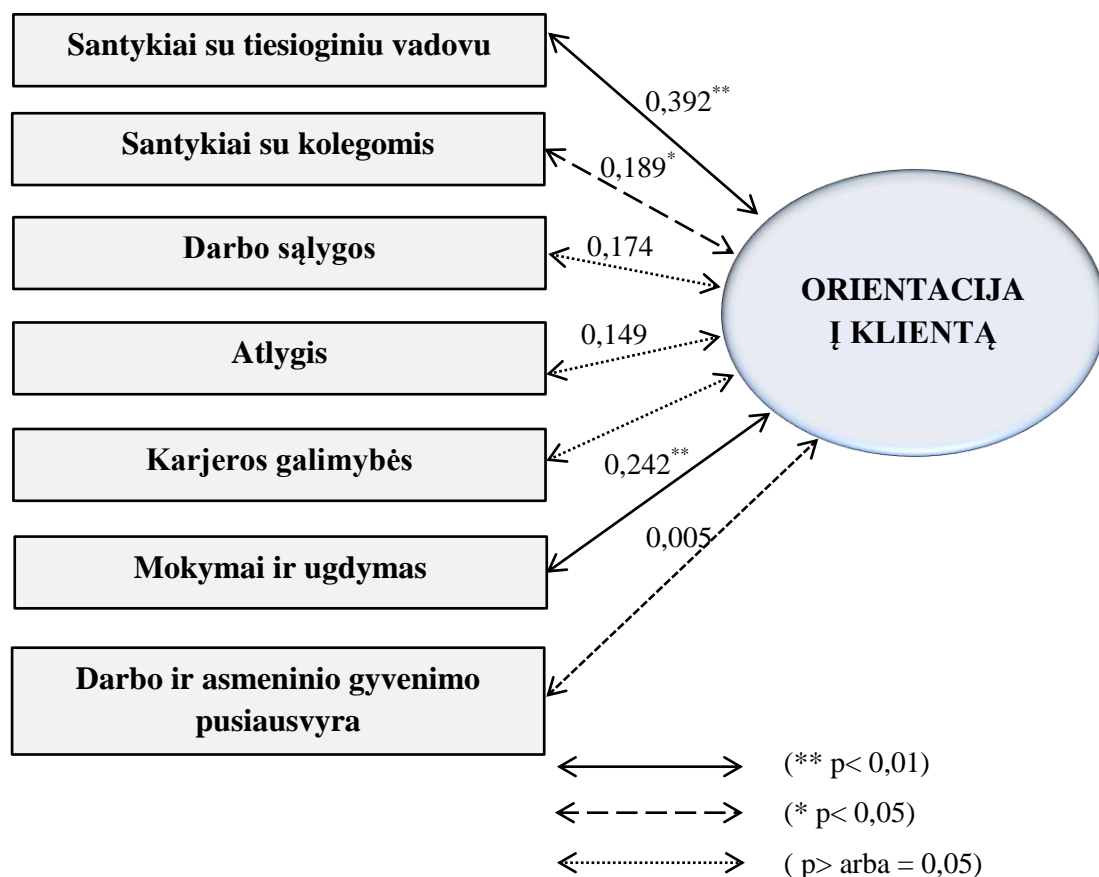 Santykiai su tiesioginiu vadovu
0,392**
Santykiai su kolegomis
0,189*
Darbo sąlygos
0,174
ORIENTACIJA
Į KLIENTĄ
Atlygis
0,149
Karjeros galimybės
0,242**
Mokymai ir ugdymas
0,005
Darbo ir asmeninio gyvenimo
pusiausvyra
(** p< 0,01)
(* p< 0,05)
( p> arba = 0,05)